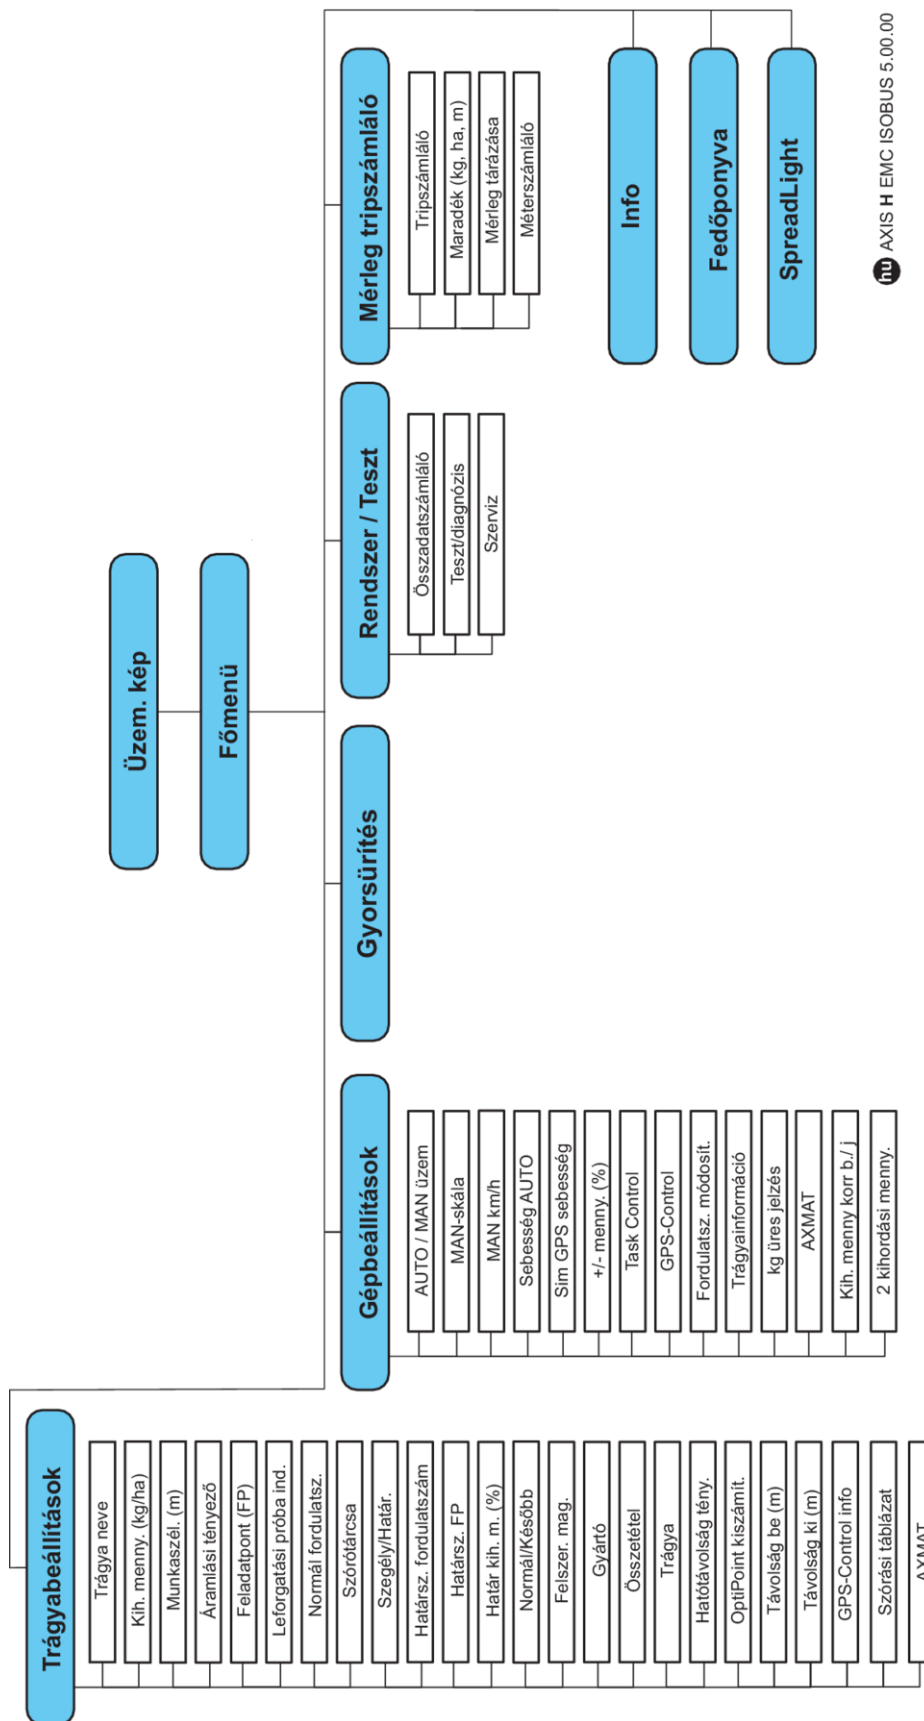 Üzem. kép
Főmenü
Trágyabeállítások
Trágya neve
Kih. menny. (kg/ha)
Munkaszél. (m)
Áramlási tényező
Feladatpont (FP)
Leforgatási próba ind.
Normál fordulatsz.
Szórótárcsa
Szegély/Határ.
Határsz. fordulatszám
Határsz. FP
Határ kih. m. (%)
Normál/Később
Felszer. mag.
Gyártó
Összetétel
Trágya
Hatótávolság tény.
OptiPoint kiszámít.
Távolság be (m)
Távolság ki (m)
GPS-Control info
Szórási táblázat
AXMAT
Gépbeállítások
AUTO / MAN üzem
MAN-skála
MAN km/h
Sebesség AUTO
Sim GPS sebesség
+/- menny. (%)
Task Control
GPS-Control
Fordulatsz. módosít.
Trágyainformáció
kg üres jelzés
AXMAT
Kih. menny korr b./ j
2 kihordási menny.
Gyorsürítés
Rendszer / Teszt
Összadatszámláló
Teszt/diagnózis
Szerviz
Mérleg tripszámláló
Tripszámláló
Maradék (kg, ha, m)
Mérleg tárázása
Méterszámláló
Info
Fedőponyva
SpreadLight
hu AXIS H EMC ISOBUS 5.00.00